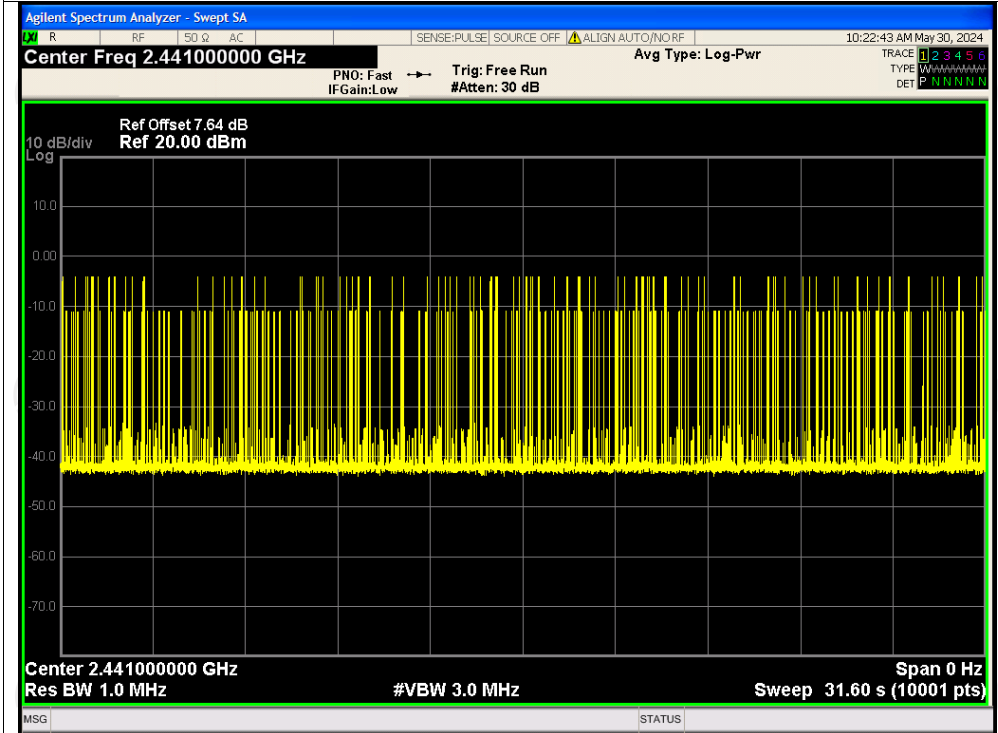 Agilent Spectrum Analyzer - Swept SA
LXI R RF 50 Ω AC SENSE:PULSE SOURCE OFF ALIGN AUTO/NO RF 10:22:43 AM May 30, 2024
Center Freq 2.441000000 GHz Avg Type: Log-Pwr TRACE 1 2 3 4 5 6
PNO: Fast Trig: Free Run TYPE W
IFGain:Low #Atten: 30 dB DET P N N N N N
Ref Offset 7.64 dB
10 dB/div Ref 20.00 dBm
Log
10.0
0.00
-10.0
-20.0
-30.0
-40.0
-50.0
-60.0
-70.0
Center 2.441000000 GHz Span 0 Hz
Res BW 1.0 MHz #VBW 3.0 MHz Sweep 31.60 s (10001 pts)
MSG STATUS